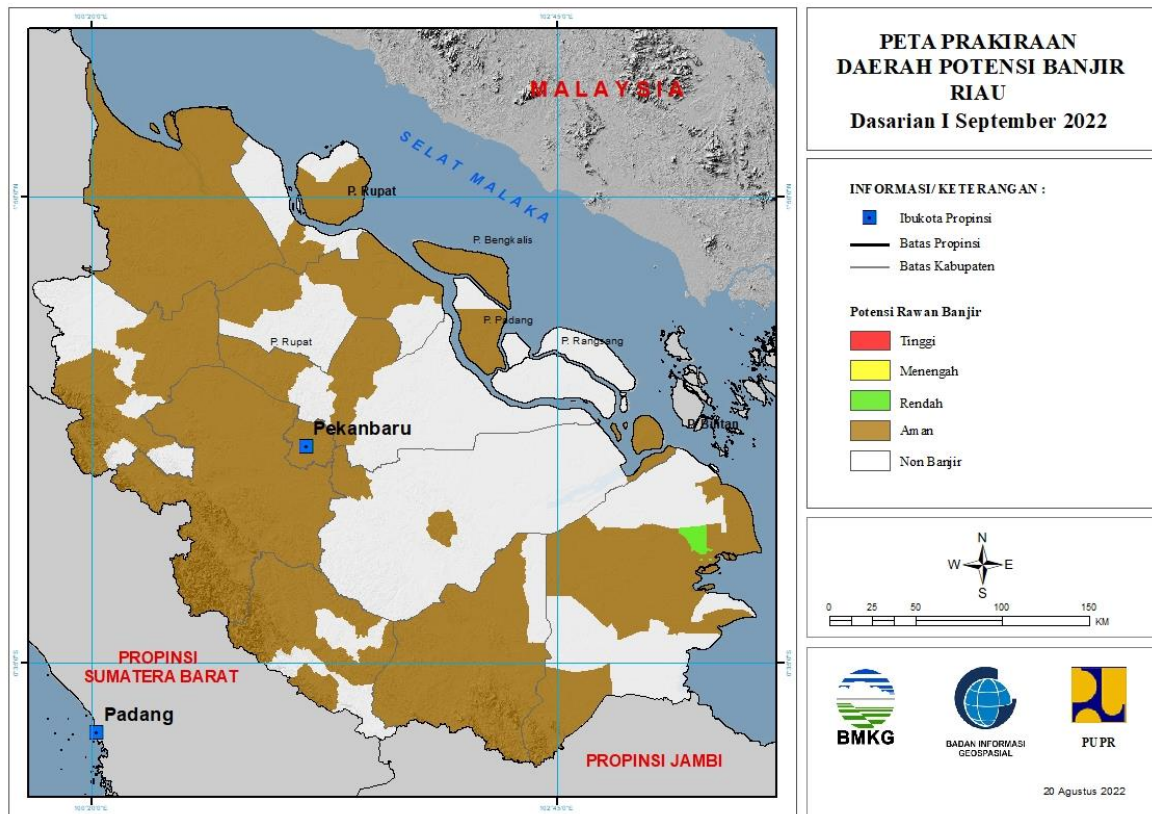 PETA PRAKIRAAN
DAERAH POTENSI BANJIR
RIAU
Dasarian I September 2022
INFORMASI/ KETERANGAN :
Ibukota Propinsi
Batas Propinsi
Batas Kabupaten
Potensi Rawan Banjir
Tinggi
Menengah
Rendah
Aman
Non Banjir
N
W E
S
0 25 50 100 150
KM
BMKG
BADAN INFORMASI
GEOSPASIAL
PUPR
20 Agustus 2022
MALAYSIA
SELAT MALAKA
P. Rupat
P. Bengkalis
P. Padang
P. Rupat
P. Rangsang
P. Bintan
Pekanbaru
PROPINSI
SUMATERA BARAT
Padang
PROPINSI JAMBI